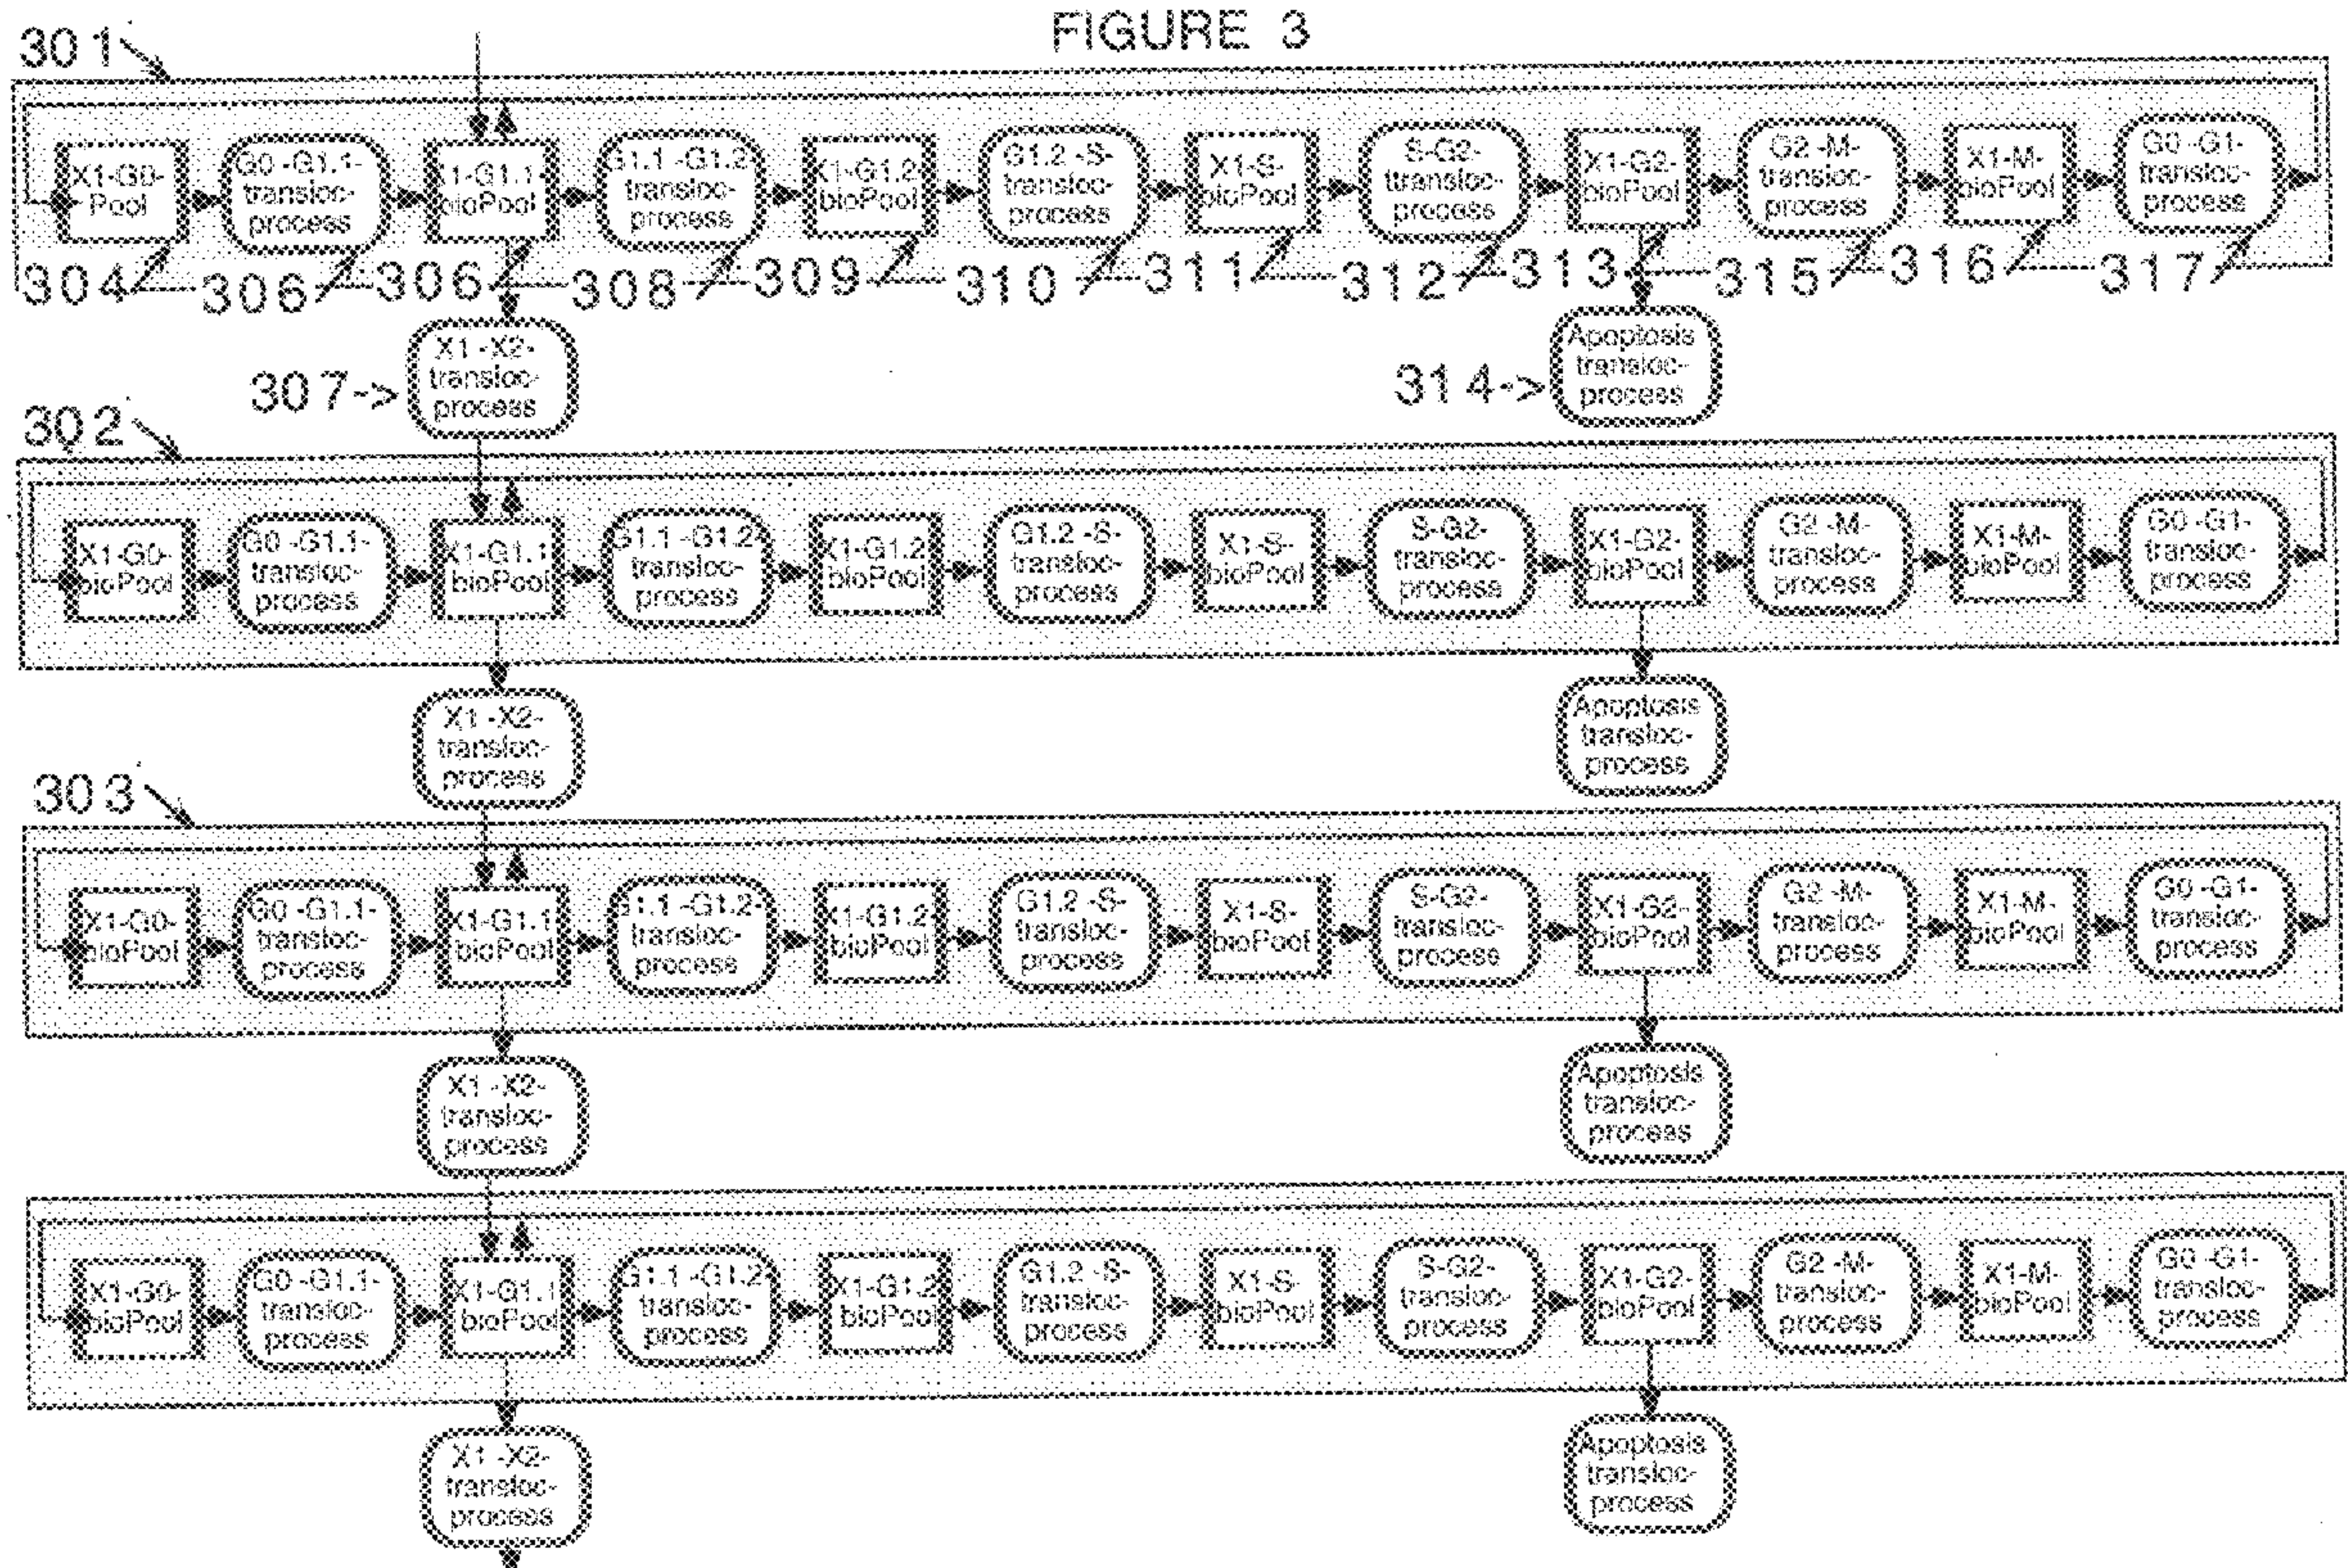 FIGURE 3
301
X1-G0-
Pool
G0 -G1.1-
transloc-
process
X1-G1.1-
bioPool
G1.1 -G1.2-
transloc-
process
X1-G1.2-
bioPool
G1.2 -S-
transloc-
process
X1-S-
bioPool
S-G2-
ttransloc-
process
X1-G2-
bioPool
G2 -M-
transloc-
process
X1-M-
bioPool
G0 -G1-
transloc-
process
304
306
306
308
309
310
311
312
313
315
316
317
307->
X1 -X2-
transloc-
process
314->
Apoptosis
transloc-
process
302
X1-G0-
bioPool
G0 -G1.1-
transloc-
process
X1-G1.1
bioPool
G1.1 -G1.2-
transloc-
process
X1-G1.2
bioPool
G1.2 -S-
transloc-
process
X1-S-
bioPool
S-G2-
transloc-
process
X1-G2-
bioPool
G2 -M-
transloc-
process
X1-M-
bioPool
G0 -G1-
transloc-
process
X1 -X2-
transloc-
process
Apoptosis
transloc-
process
303
X1-G0-
bioPool
G0 -G1.1-
transloc-
process
X1-G1.1-
bioPool
G1.1 -G1.2-
transloc-
process
X1-G1.2-
bioPool
G1.2 -S-
transloc-
process
X1-S-
bioPool
S-G2-
transloc-
process
X1-G2-
bioPool
G2 -M-
transloc-
process
X1-M-
bioPool
G0 -G1-
transloc-
process
X1 -X2-
transloc-
process
Apoptosis
transloc-
process
X1-G0-
bioPool
G0 -G1.1-
transloc-
process
X1-G1.1
bioPool
G1.1 -G1.2-
transloc-
process
X1-G1.2
bioPool
G1.2 -S-
transloc-
process
X1-S-
bioPool
S-G2-
transloc-
process
X1-G2-
bioPool
G2 -M-
transloc-
process
X1-M-
bioPool
G0 -G1-
transloc-
process
X1 -X2-
transloc-
process
Apoptosis
transloc-
process